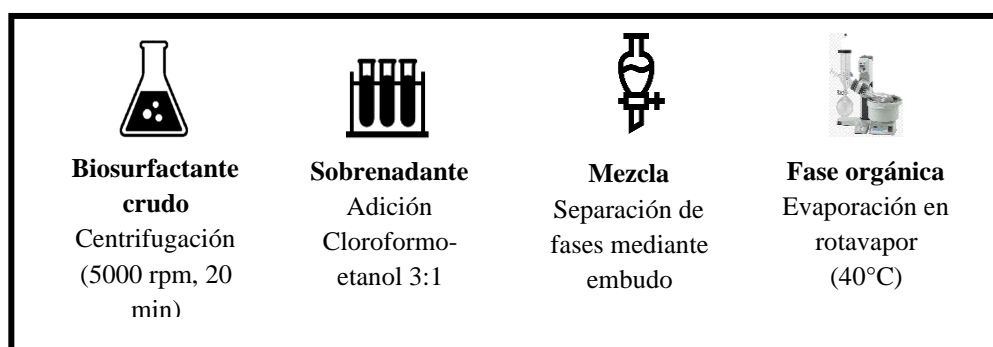 Biosurfactante
crudo
Centrifugación
(5000 rpm, 20
min)
Sobrenadante
Adición
Cloroformo-
etanol 3:1
Mezcla
Separación de
fases mediante
embudo
Fase orgánica
Evaporación en
rotavapor
(40°C)